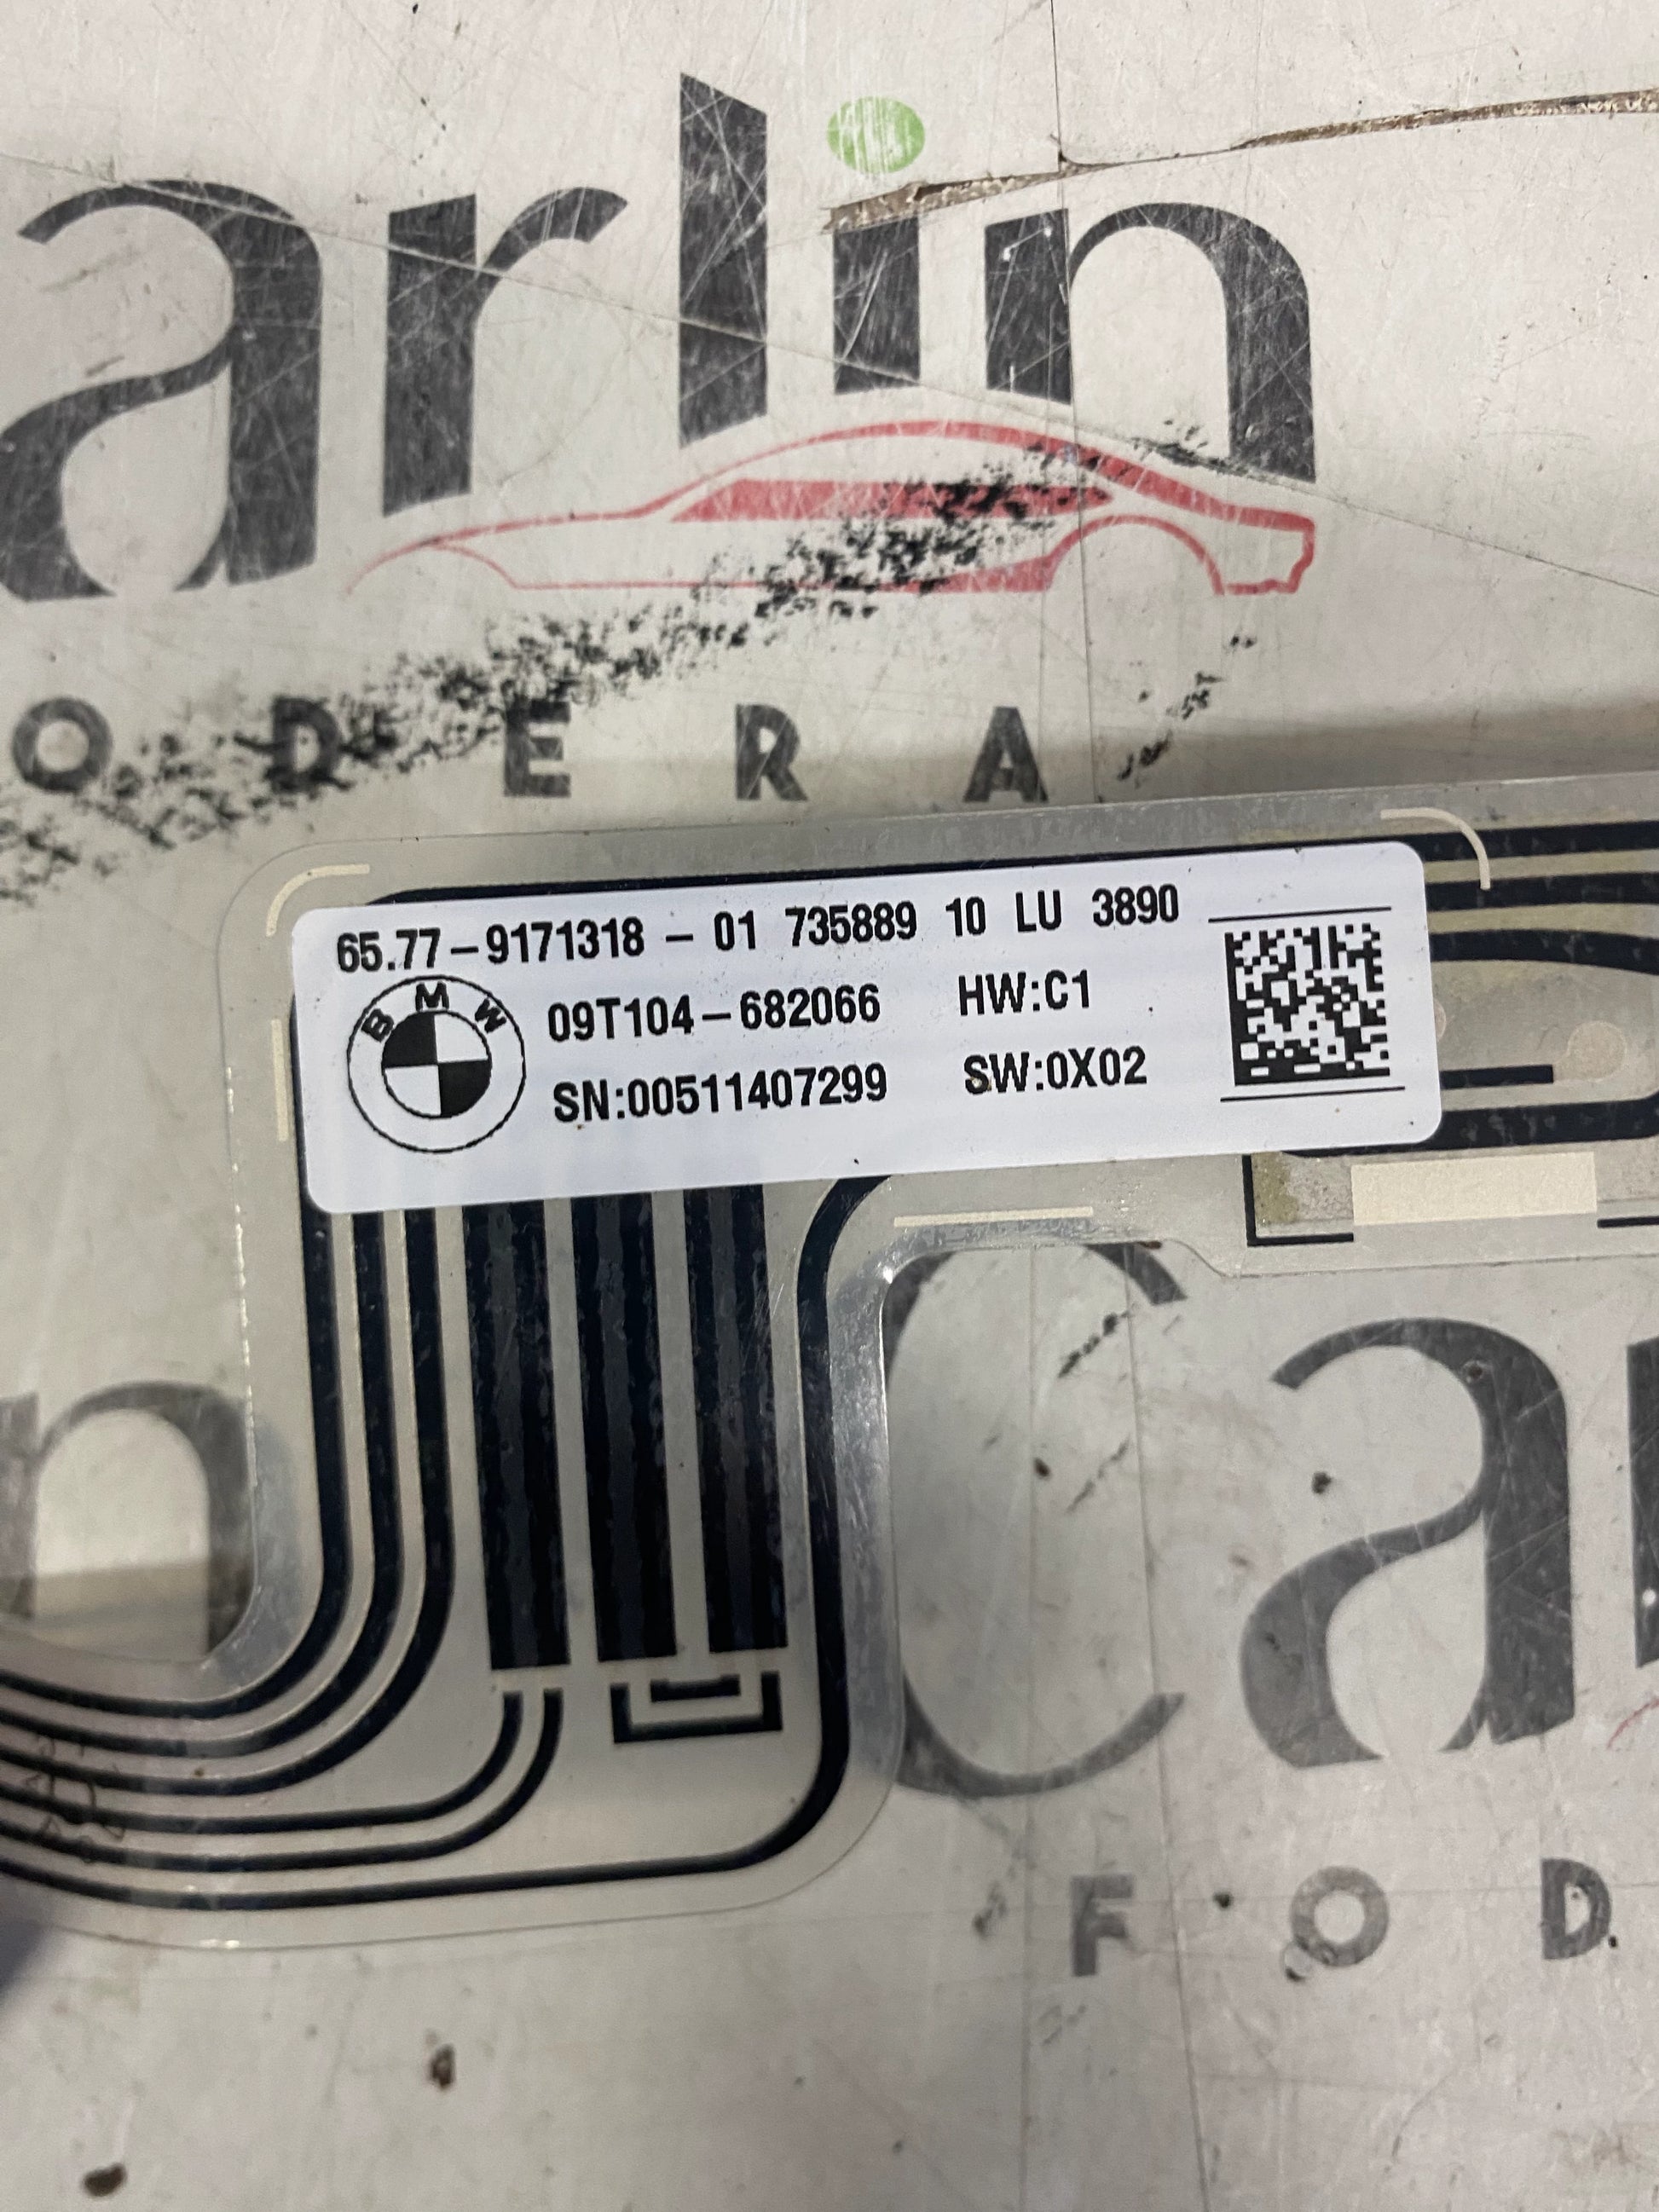 arlin
ODERA
65.77-9171318 - 01 735889 10 LU 3890
BMW
09T104-682066 HW:C1
SN:00511407299 SW:0X02
n
Ca
FOD